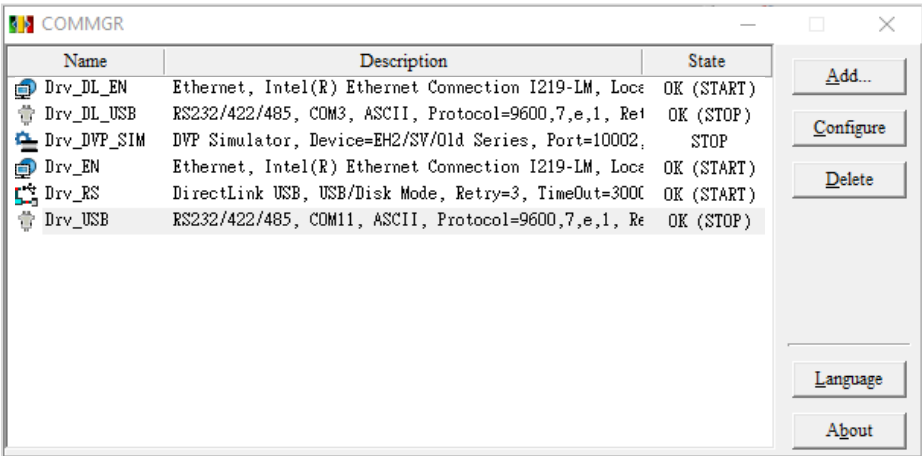 COMMGR
Name Description State
Drv_DL_EN Ethernet, Intel(R) Ethernet Connection I219-LM, Loca OK (START)
Drv_DL_USB RS232/422/485, COM3, ASCII, Protocol=9600,7,e,1, Ret OK (STOP)
Drv_DVP_SIM DVP Simulator, Device=EH2/SV/Old Series, Port=10002, STOP
Drv_EN Ethernet, Intel(R) Ethernet Connection I219-LM, Loca OK (START)
Drv_RS DirectLink USB, USB/Disk Mode, Retry=3, TimeOut=3000 OK (START)
Drv_USB RS232/422/485, COM11, ASCII, Protocol=9600,7,e,1, Re OK (STOP)
Add...
Configure
Delete
Language
About